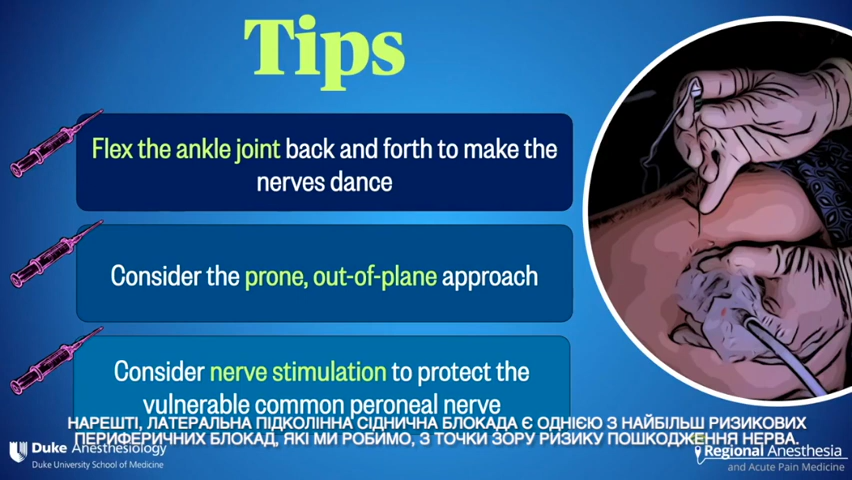 Tips
Flex the ankle joint back and forth to make the
nerves dance
Consider the prone, out-of-plane approach
Consider nerve stimulation to protect the
vulnerable common peroneal nerve
НАРЕШТІ, ЛАТЕРАЛЬНА ПІДКОЛІННА СІДНИЧНА БЛОКАДА Є ОДНІЄЮ З НАЙБІЛЬШ РИЗИКОВИХ
ПЕРИФЕРИЧНИХ БЛОКАД, ЯКІ МИ РОБИМО, З ТОЧКИ ЗОРУ РИЗИКУ ПОШКОДЖЕННЯ НЕРВА.
Duke Anesthesiology
Duke University School of Medicine
Regional Anesthesia
and Acute Pain Medicine